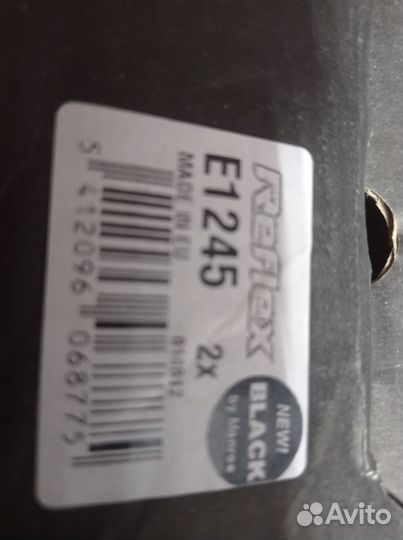 Reflex
NEW!
BLACK
by Monroe
E1245 2X
MADE IN EU
5 412096 068775
Avito